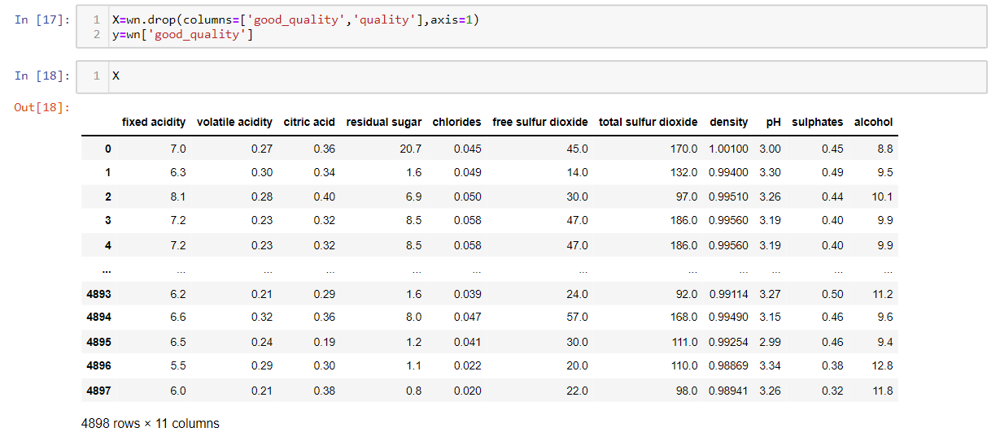 In [17]: 1 X=wn.drop(columns=['good_quality','quality'],axis=1)
2 y=wn['good_quality']
In [18]: 1 X
Out[18]:
fixed acidity volatile acidity citric acid residual sugar chlorides free sulfur dioxide total sulfur dioxide density pH sulphates alcohol
0 7.0 0.27 0.36 20.7 0.045 45.0 170.0 1.00100 3.00 0.45 8.8
1 6.3 0.30 0.34 1.6 0.049 14.0 132.0 0.99400 3.30 0.49 9.5
2 8.1 0.28 0.40 6.9 0.050 30.0 97.0 0.99510 3.26 0.44 10.1
3 7.2 0.23 0.32 8.5 0.058 47.0 186.0 0.99560 3.19 0.40 9.9
4 7.2 0.23 0.32 8.5 0.058 47.0 186.0 0.99560 3.19 0.40 9.9
... ... ... ... ... ... ... ... ... ... ... ...
4893 6.2 0.21 0.29 1.6 0.039 24.0 92.0 0.99114 3.27 0.50 11.2
4894 6.6 0.32 0.36 8.0 0.047 57.0 168.0 0.99490 3.15 0.46 9.6
4895 6.5 0.24 0.19 1.2 0.041 30.0 111.0 0.99254 2.99 0.46 9.4
4896 5.5 0.29 0.30 1.1 0.022 20.0 110.0 0.98869 3.34 0.38 12.8
4897 6.0 0.21 0.38 0.8 0.020 22.0 98.0 0.98941 3.26 0.32 11.8
4898 rows × 11 columns